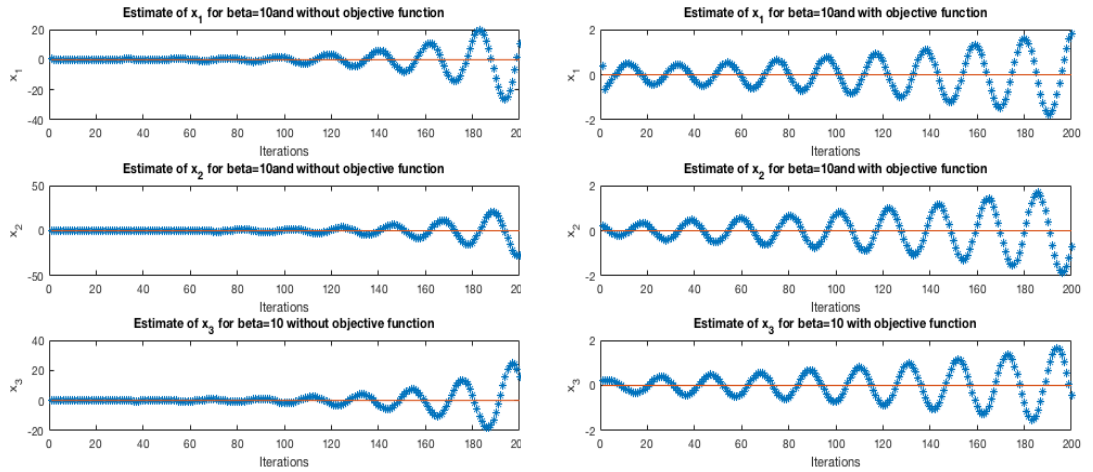 Estimate of x1 for beta=10and without objective function
20
0
-20
-40
x1
0 20 40 60 80 100 120 140 160 180 200
Iterations
Estimate of x2 for beta=10and without objective function
50
0
-50
x2
0 20 40 60 80 100 120 140 160 180 200
Iterations
Estimate of x3 for beta=10 without objective function
40
20
0
-20
x3
0 20 40 60 80 100 120 140 160 180 200
Iterations
Estimate of x1 for beta=10and with objective function
2
0
-2
x1
0 20 40 60 80 100 120 140 160 180 200
Iterations
Estimate of x2 for beta=10and with objective function
2
0
-2
x2
0 20 40 60 80 100 120 140 160 180 200
Iterations
Estimate of x3 for beta=10 with objective function
2
0
-2
x3
0 20 40 60 80 100 120 140 160 180 200
Iterations